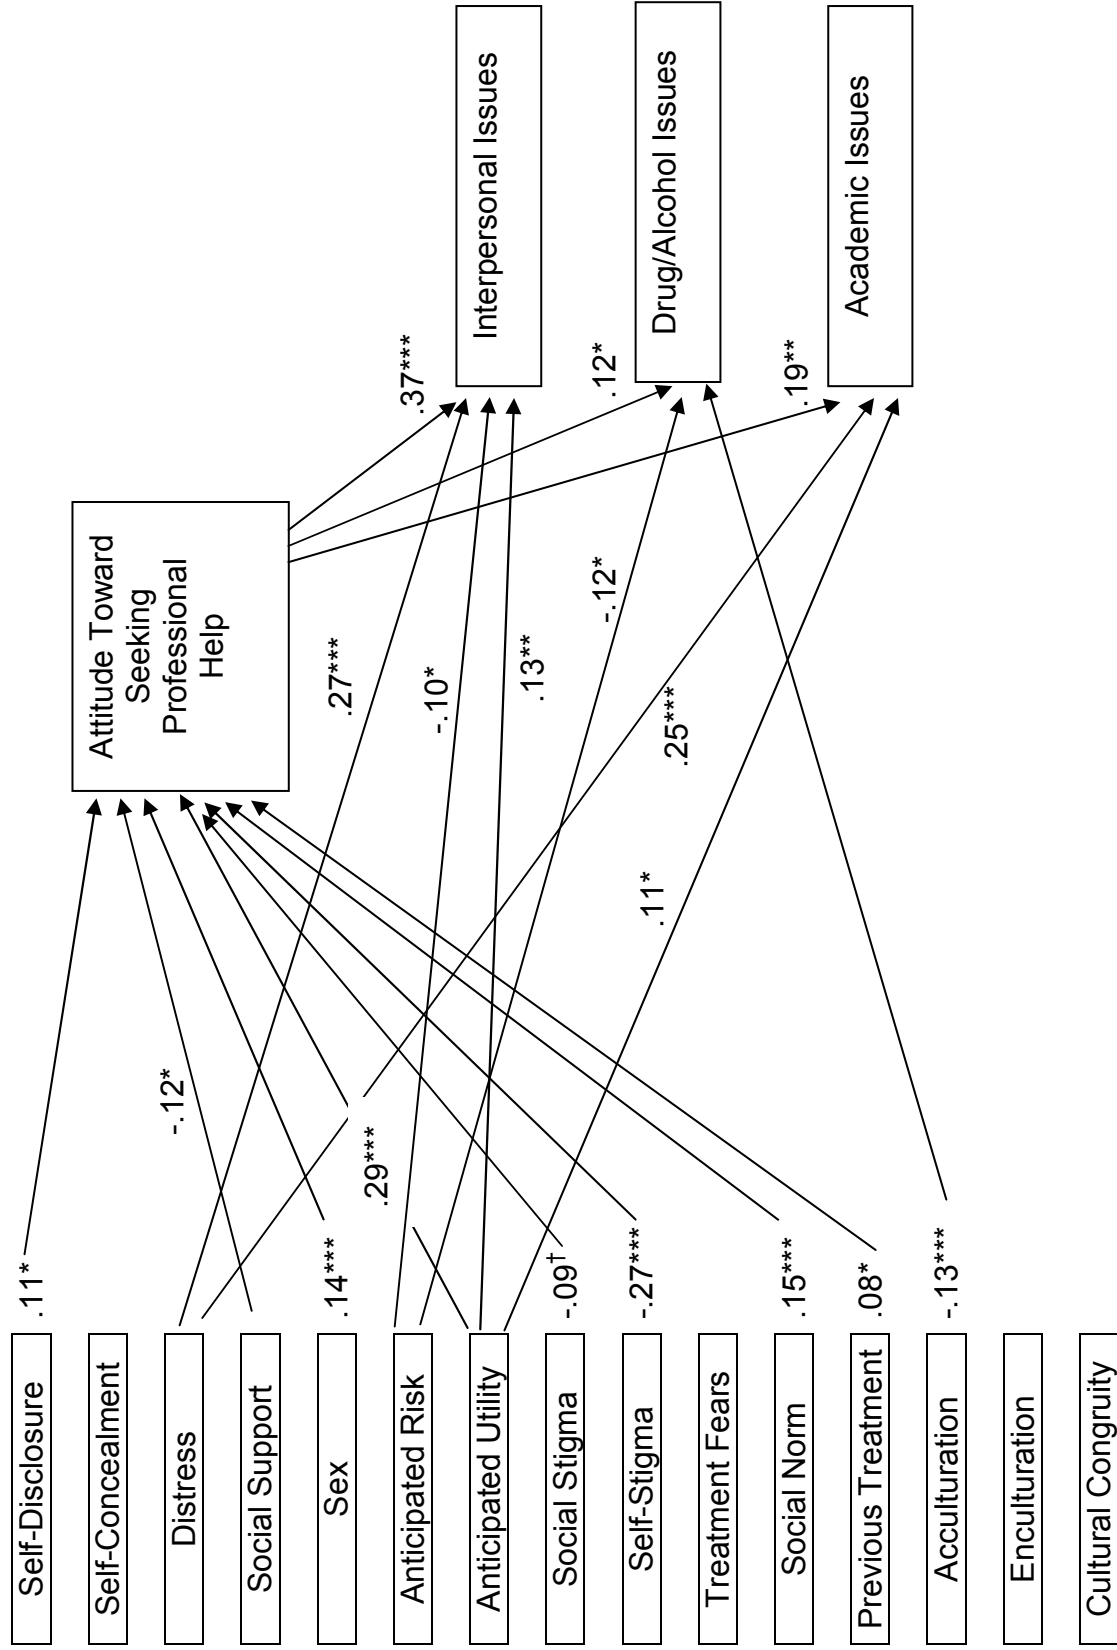 Self-Disclosure
Self-Concealment
Distress
Social Support
Sex
Anticipated Risk
Anticipated Utility
Social Stigma
Self-Stigma
Treatment Fears
Social Norm
Previous Treatment
Acculturation
Enculturation
Cultural Congruity
.11*
-.12*
.14***
.29***
-.09†
-.27***
.15***
.08*
-.13***
Attitude Toward
Seeking
Professional
Help
.27***
-.10*
.13**
-.12*
.25***
.11*
.37***
.12*
.19**
Interpersonal Issues
Drug/Alcohol Issues
Academic Issues